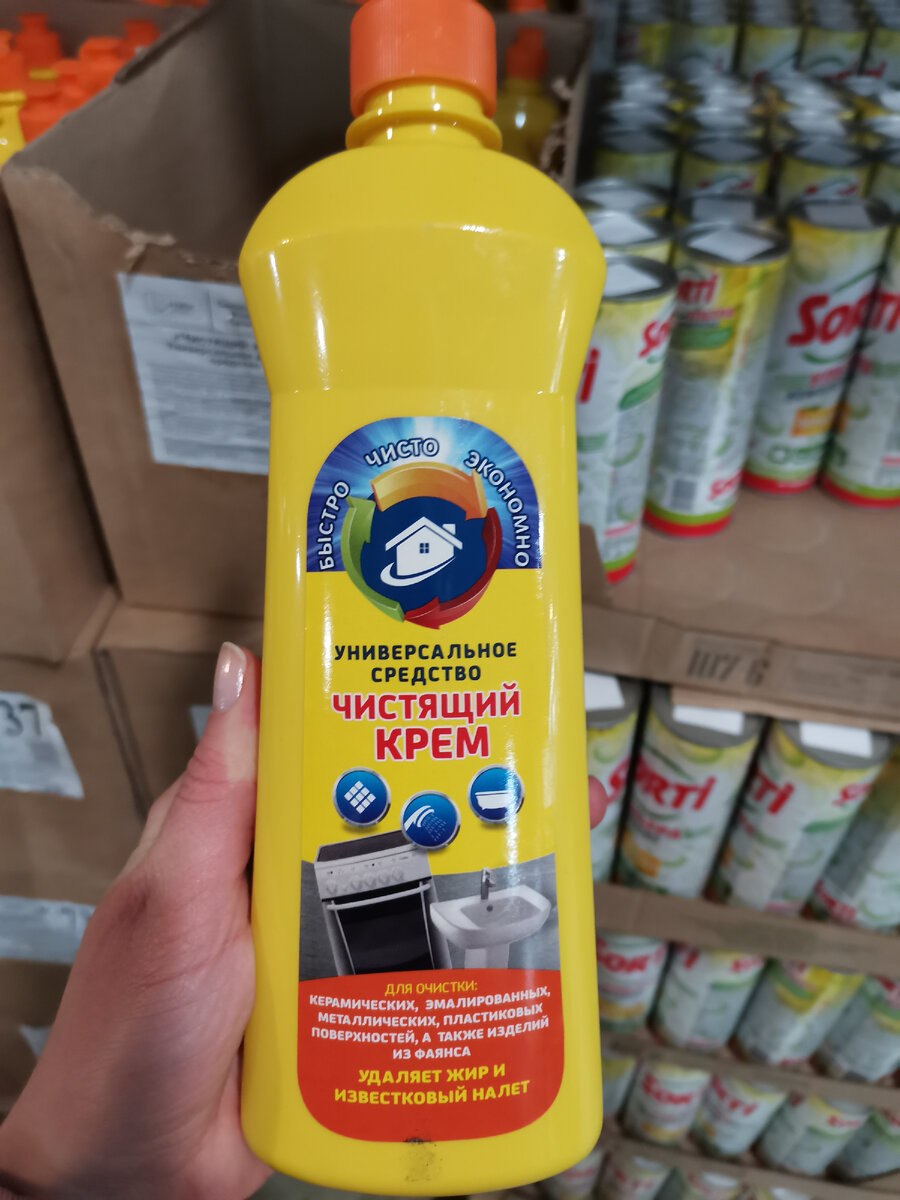 БЫСТРО ЧИСТО ЭКОНОМНО
УНИВЕРСАЛЬНОЕ
СРЕДСТВО
ЧИСТЯЩИЙ
КРЕМ
ДЛЯ ОЧИСТКИ:
КЕРАМИЧЕСКИХ, ЭМАЛИРОВАННЫХ,
МЕТАЛЛИЧЕСКИХ, ПЛАСТИКОВЫХ
ПОВЕРХНОСТЕЙ, А ТАКЖЕ ИЗДЕЛИЙ
ИЗ ФАЯНСА
УДАЛЯЕТ ЖИР И
ИЗВЕСТКОВЫЙ НАЛЕТ
SORTI
37